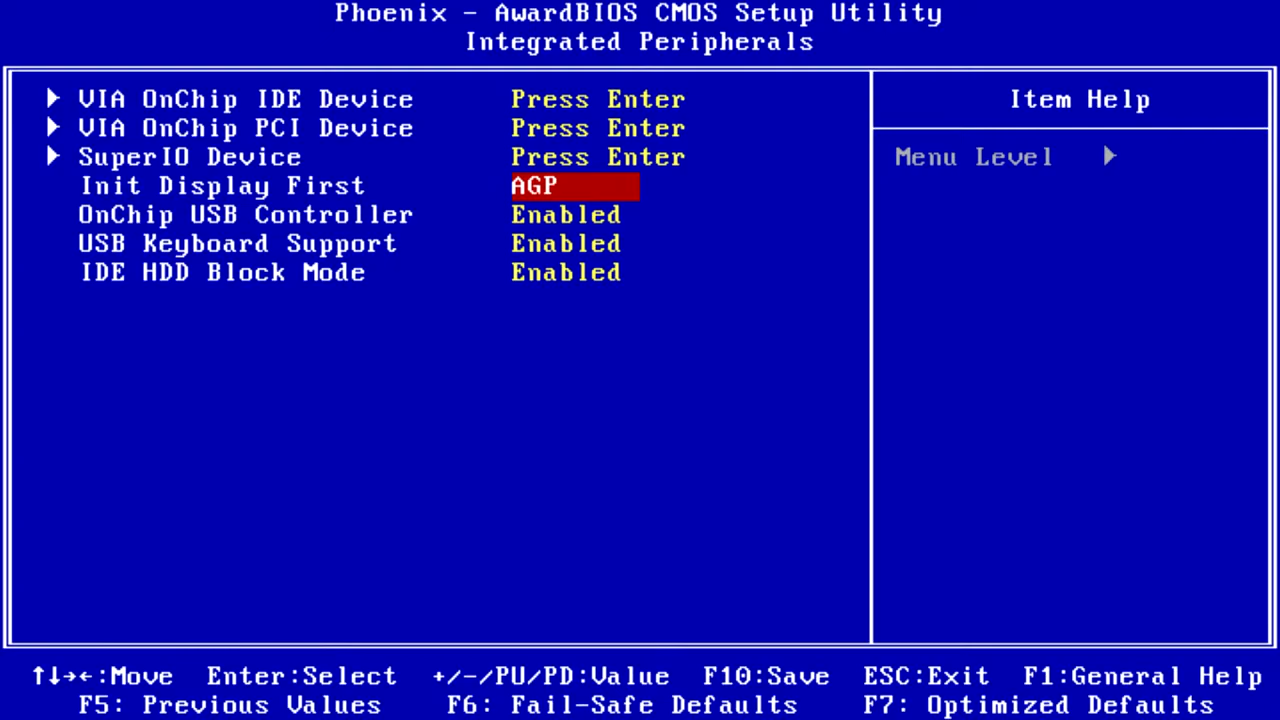 Phoenix - AwardBIOS CMOS Setup Utility
Integrated Peripherals
VIA OnChip IDE Device Press Enter
VIA OnChip PCI Device Press Enter
SuperIO Device Press Enter
Init Display First AGP
OnChip USB Controller Enabled
USB Keyboard Support Enabled
IDE HDD Block Mode Enabled
Item Help
Menu Level
↑↓→←:Move Enter:Select +/-/PU/PD:Value F10:Save ESC:Exit F1:General Help
F5: Previous Values F6: Fail-Safe Defaults F7: Optimized Defaults